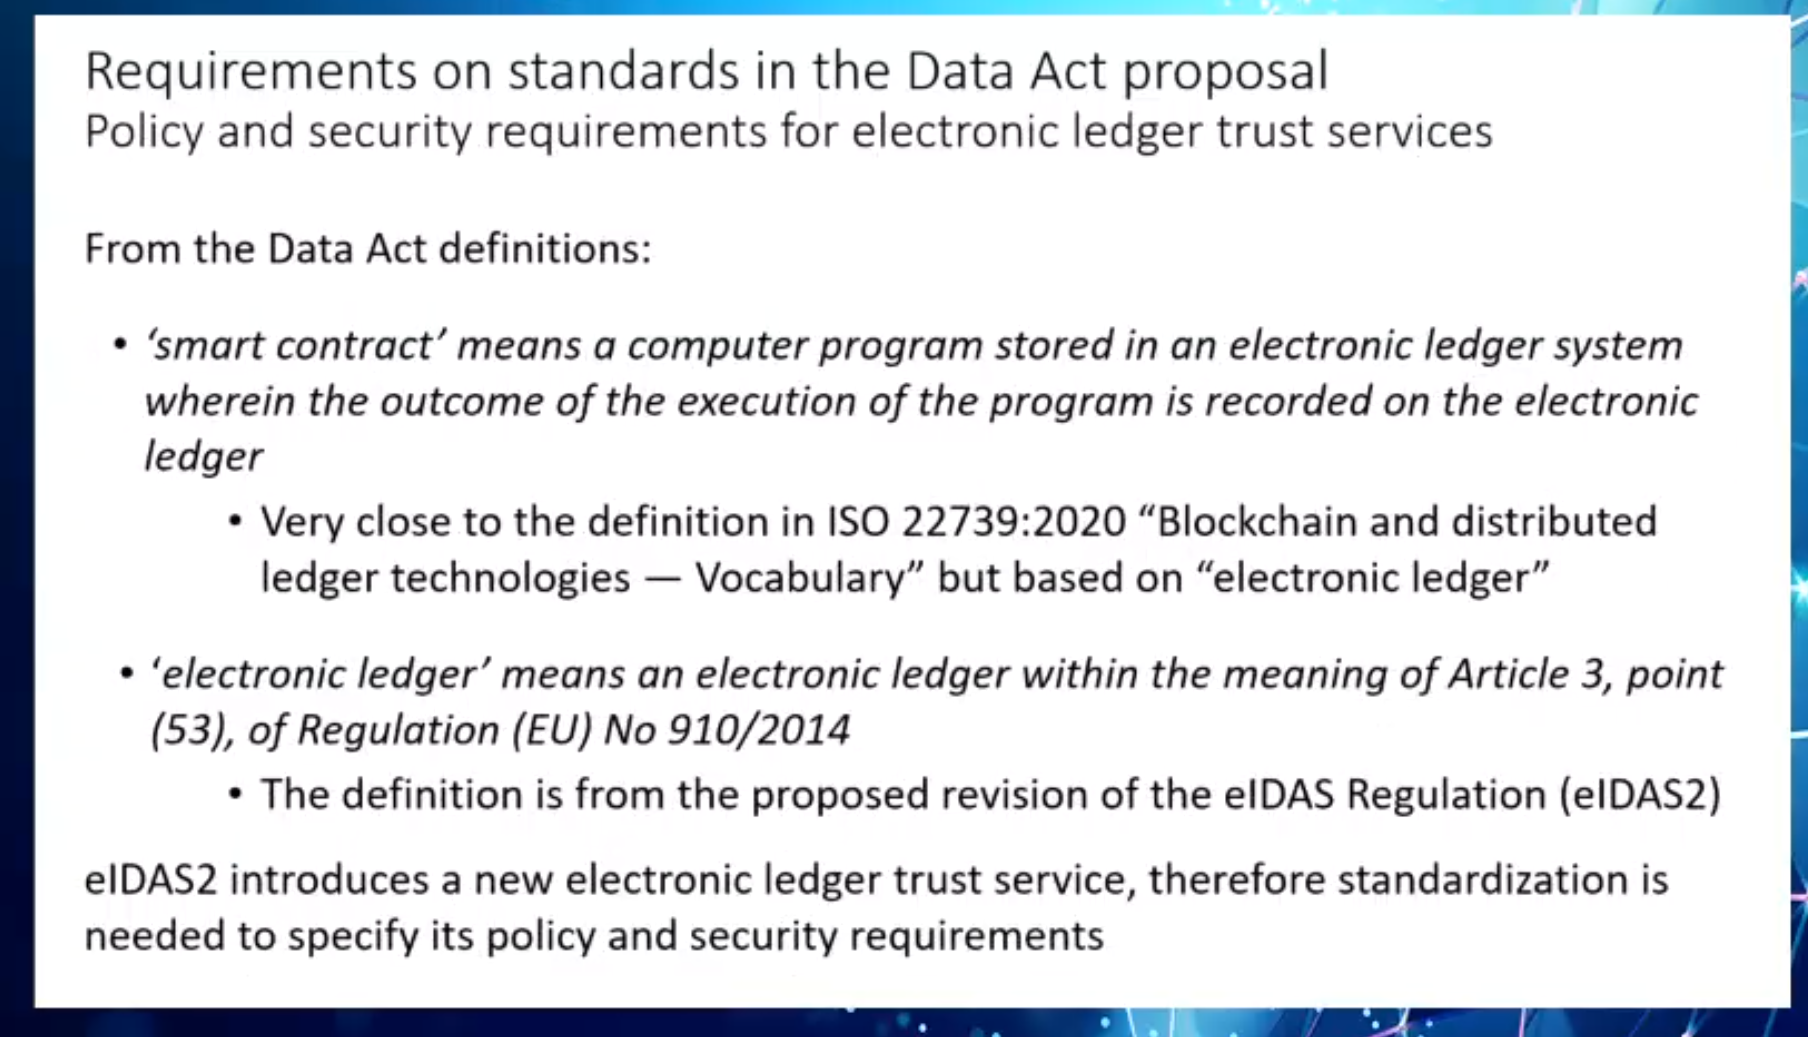 Requirements on standards in the Data Act proposal
Policy and security requirements for electronic ledger trust services
From the Data Act definitions:
• ‘smart contract’ means a computer program stored in an electronic ledger system
wherein the outcome of the execution of the program is recorded on the electronic
ledger
• Very close to the definition in ISO 22739:2020 “Blockchain and distributed
ledger technologies — Vocabulary” but based on “electronic ledger”
• ‘electronic ledger’ means an electronic ledger within the meaning of Article 3, point
(53), of Regulation (EU) No 910/2014
• The definition is from the proposed revision of the eIDAS Regulation (eIDAS2)
eIDAS2 introduces a new electronic ledger trust service, therefore standardization is
needed to specify its policy and security requirements